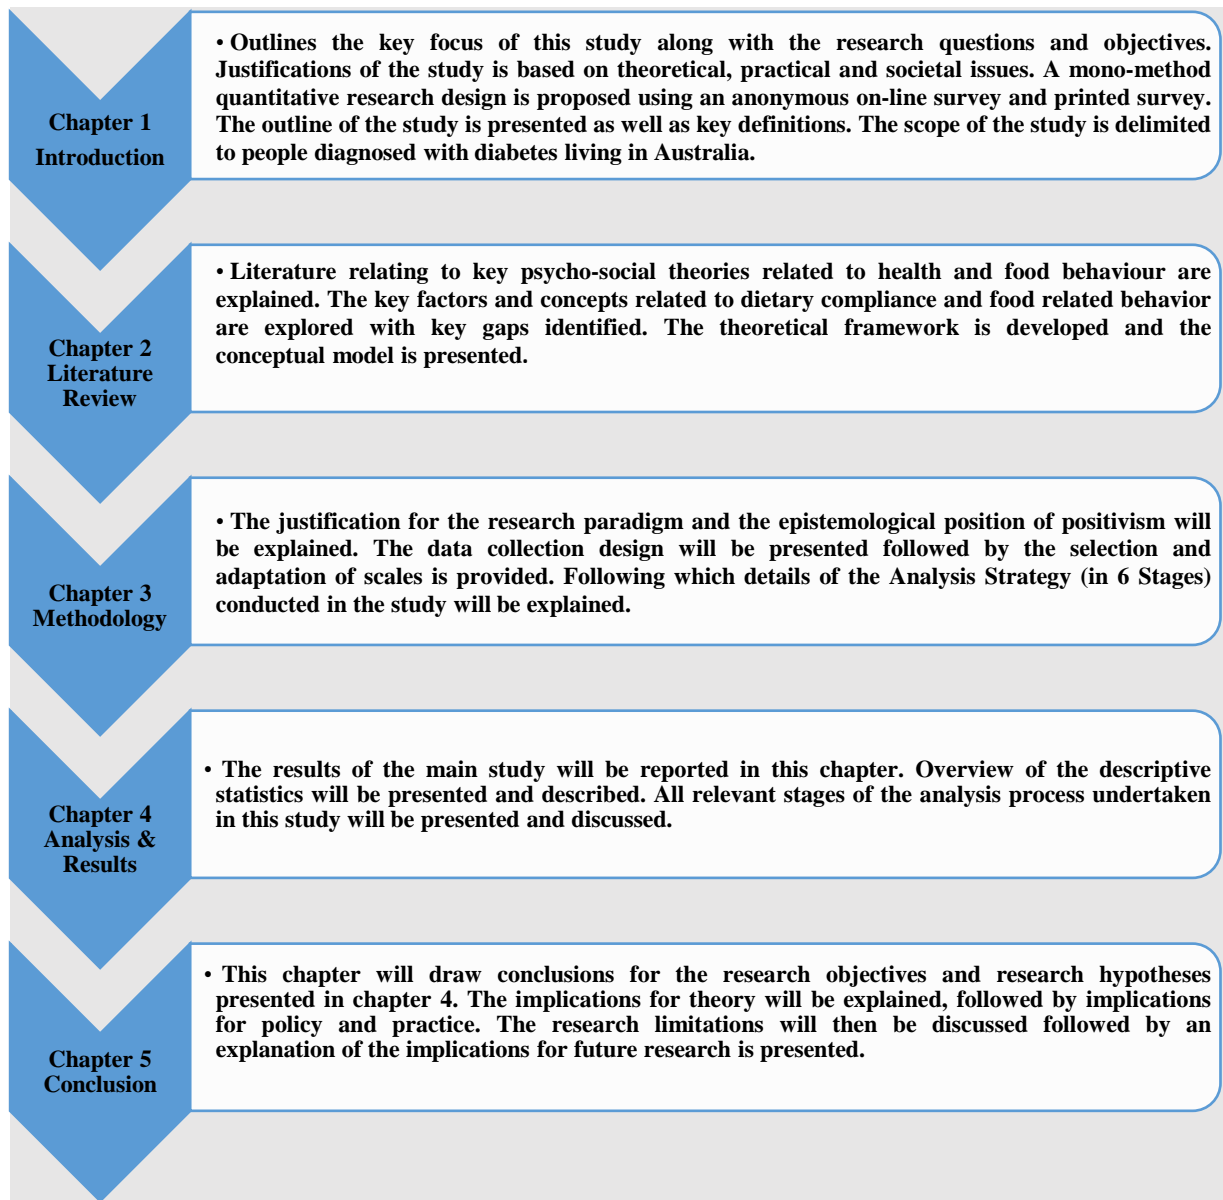 Chapter 1
Introduction
• Outlines the key focus of this study along with the research questions and objectives.
Justifications of the study is based on theoretical, practical and societal issues. A mono-method
quantitative research design is proposed using an anonymous on-line survey and printed survey.
The outline of the study is presented as well as key definitions. The scope of the study is delimited
to people diagnosed with diabetes living in Australia.
Chapter 2
Literature
Review
• Literature relating to key psycho-social theories related to health and food behaviour are
explained. The key factors and concepts related to dietary compliance and food related behavior
are explored with key gaps identified. The theoretical framework is developed and the
conceptual model is presented.
Chapter 3
Methodology
• The justification for the research paradigm and the epistemological position of positivism will
be explained. The data collection design will be presented followed by the selection and
adaptation of scales is provided. Following which details of the Analysis Strategy (in 6 Stages)
conducted in the study will be explained.
Chapter 4
Analysis &
Results
• The results of the main study will be reported in this chapter. Overview of the descriptive
statistics will be presented and described. All relevant stages of the analysis process undertaken
in this study will be presented and discussed.
Chapter 5
Conclusion
• This chapter will draw conclusions for the research objectives and research hypotheses
presented in chapter 4. The implications for theory will be explained, followed by implications
for policy and practice. The research limitations will then be discussed followed by an
explanation of the implications for future research is presented.